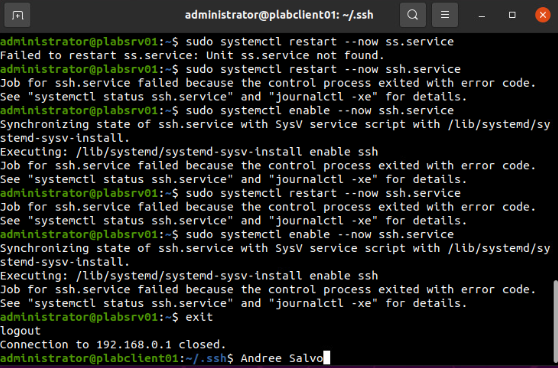 administrator@plabclient01: ~/.ssh
administrator@plabsrv01:~$ sudo systemctl restart --now ss.service
Failed to restart ss.service: Unit ss.service not found.
administrator@plabsrv01:~$ sudo systemctl restart --now ssh.service
Job for ssh.service failed because the control process exited with error code.
See "systemctl status ssh.service" and "journalctl -xe" for details.
administrator@plabsrv01:~$ sudo systemctl enable --now ssh.service
Synchronizing state of ssh.service with SysV service script with /lib/systemd/sy
stemd-sysv-install.
Executing: /lib/systemd/systemd-sysv-install enable ssh
Job for ssh.service failed because the control process exited with error code.
See "systemctl status ssh.service" and "journalctl -xe" for details.
administrator@plabsrv01:~$ sudo systemctl restart --now ssh.service
Job for ssh.service failed because the control process exited with error code.
See "systemctl status ssh.service" and "journalctl -xe" for details.
administrator@plabsrv01:~$ sudo systemctl enable --now ssh.service
Synchronizing state of ssh.service with SysV service script with /lib/systemd/sy
stemd-sysv-install.
Executing: /lib/systemd/systemd-sysv-install enable ssh
Job for ssh.service failed because the control process exited with error code.
See "systemctl status ssh.service" and "journalctl -xe" for details.
administrator@plabsrv01:~$ exit
logout
Connection to 192.168.0.1 closed.
administrator@plabclient01:~/.ssh$ Andree Salvo